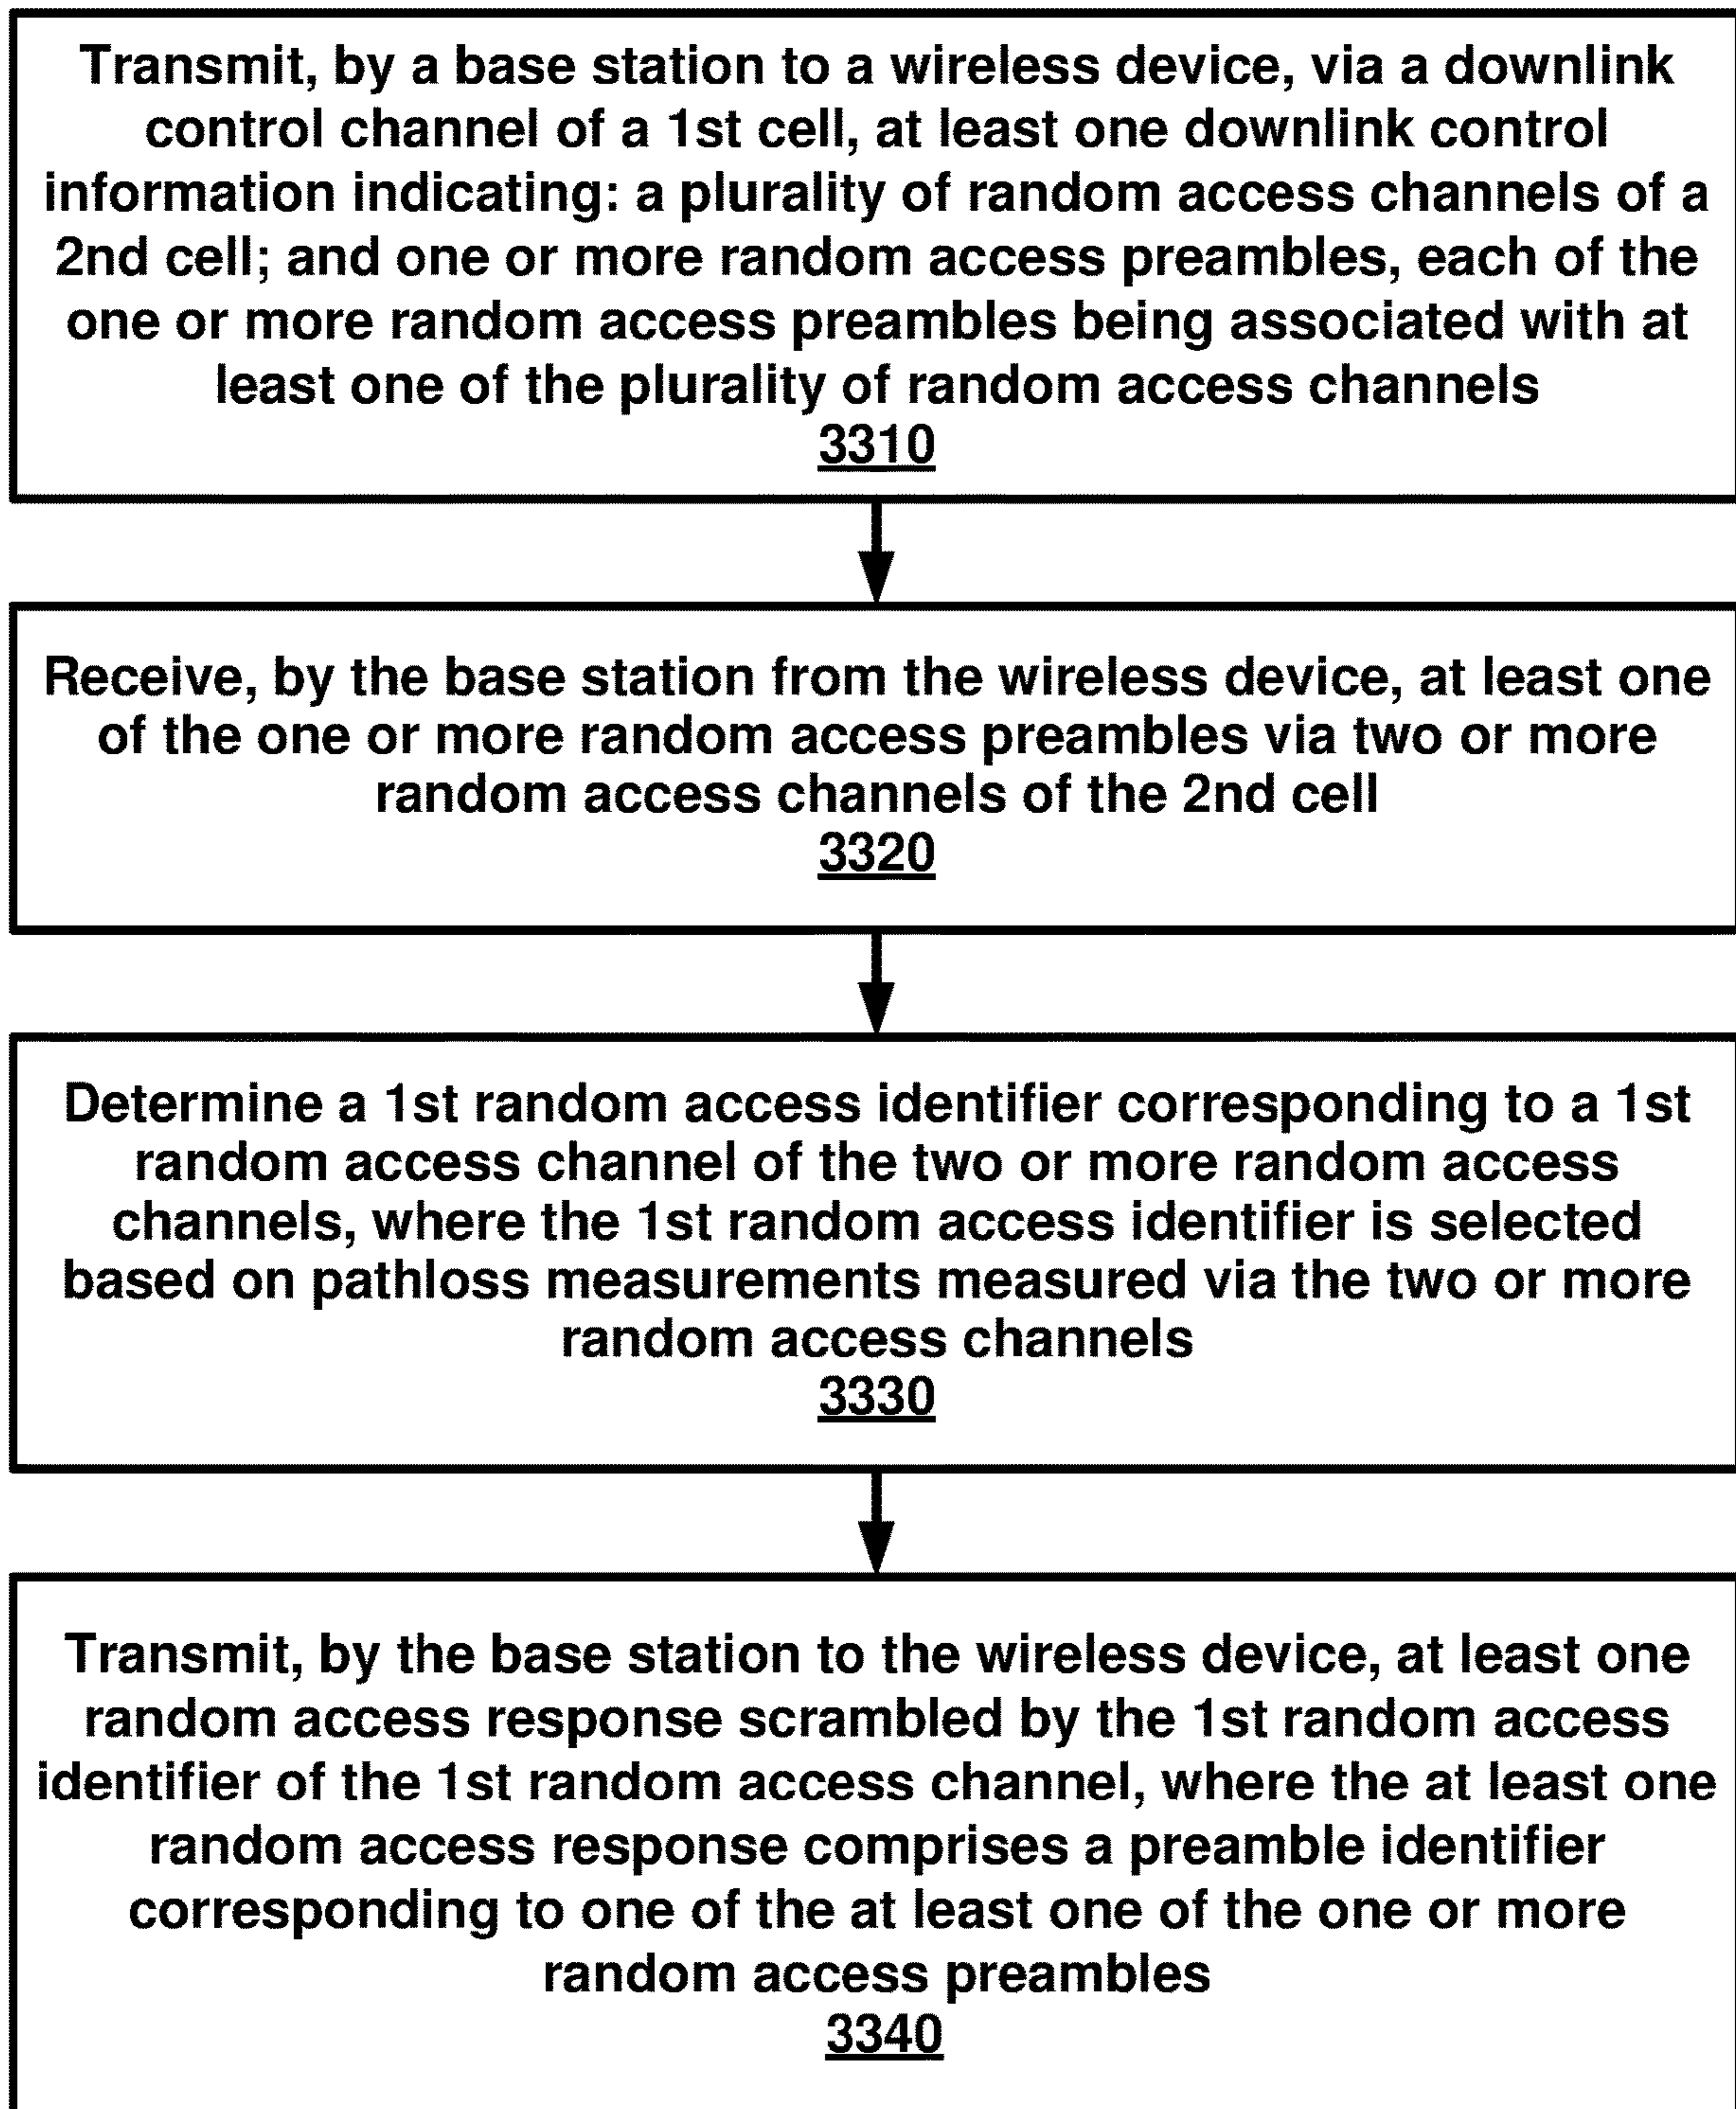 Transmit, by a base station to a wireless device, via a downlink
control channel of a 1st cell, at least one downlink control
information indicating: a plurality of random access channels of a
2nd cell; and one or more random access preambles, each of the
one or more random access preambles being associated with at
least one of the plurality of random access channels
3310
Receive, by the base station from the wireless device, at least one
of the one or more random access preambles via two or more
random access channels of the 2nd cell
3320
Determine a 1st random access identifier corresponding to a 1st
random access channel of the two or more random access
channels, where the 1st random access identifier is selected
based on pathloss measurements measured via the two or more
random access channels
3330
Transmit, by the base station to the wireless device, at least one
random access response scrambled by the 1st random access
identifier of the 1st random access channel, where the at least one
random access response comprises a preamble identifier
corresponding to one of the at least one of the one or more
random access preambles
3340